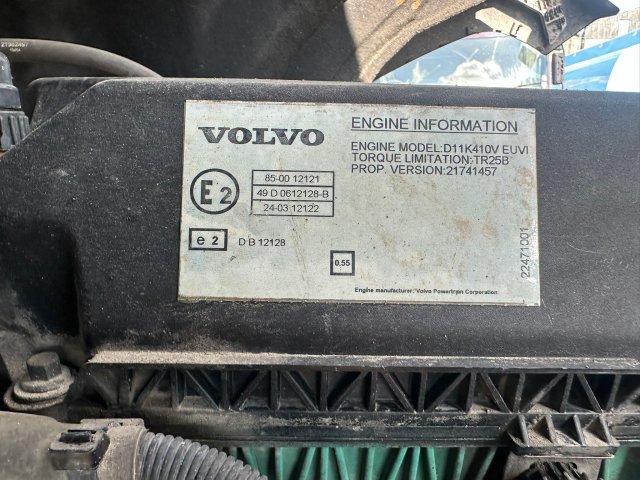 21982497
VOLVO
ENGINE INFORMATION
ENGINE MODEL:D11K410V EUVI
TORQUE LIMITATION:TR25B
PROP. VERSION:21741457
E2
85-00 12121
49 D 0612128-B
24-03 12122
e 2
D B 12128
0.55
22471001
Engine manufacturer: Volvo Powertrain Corporation.